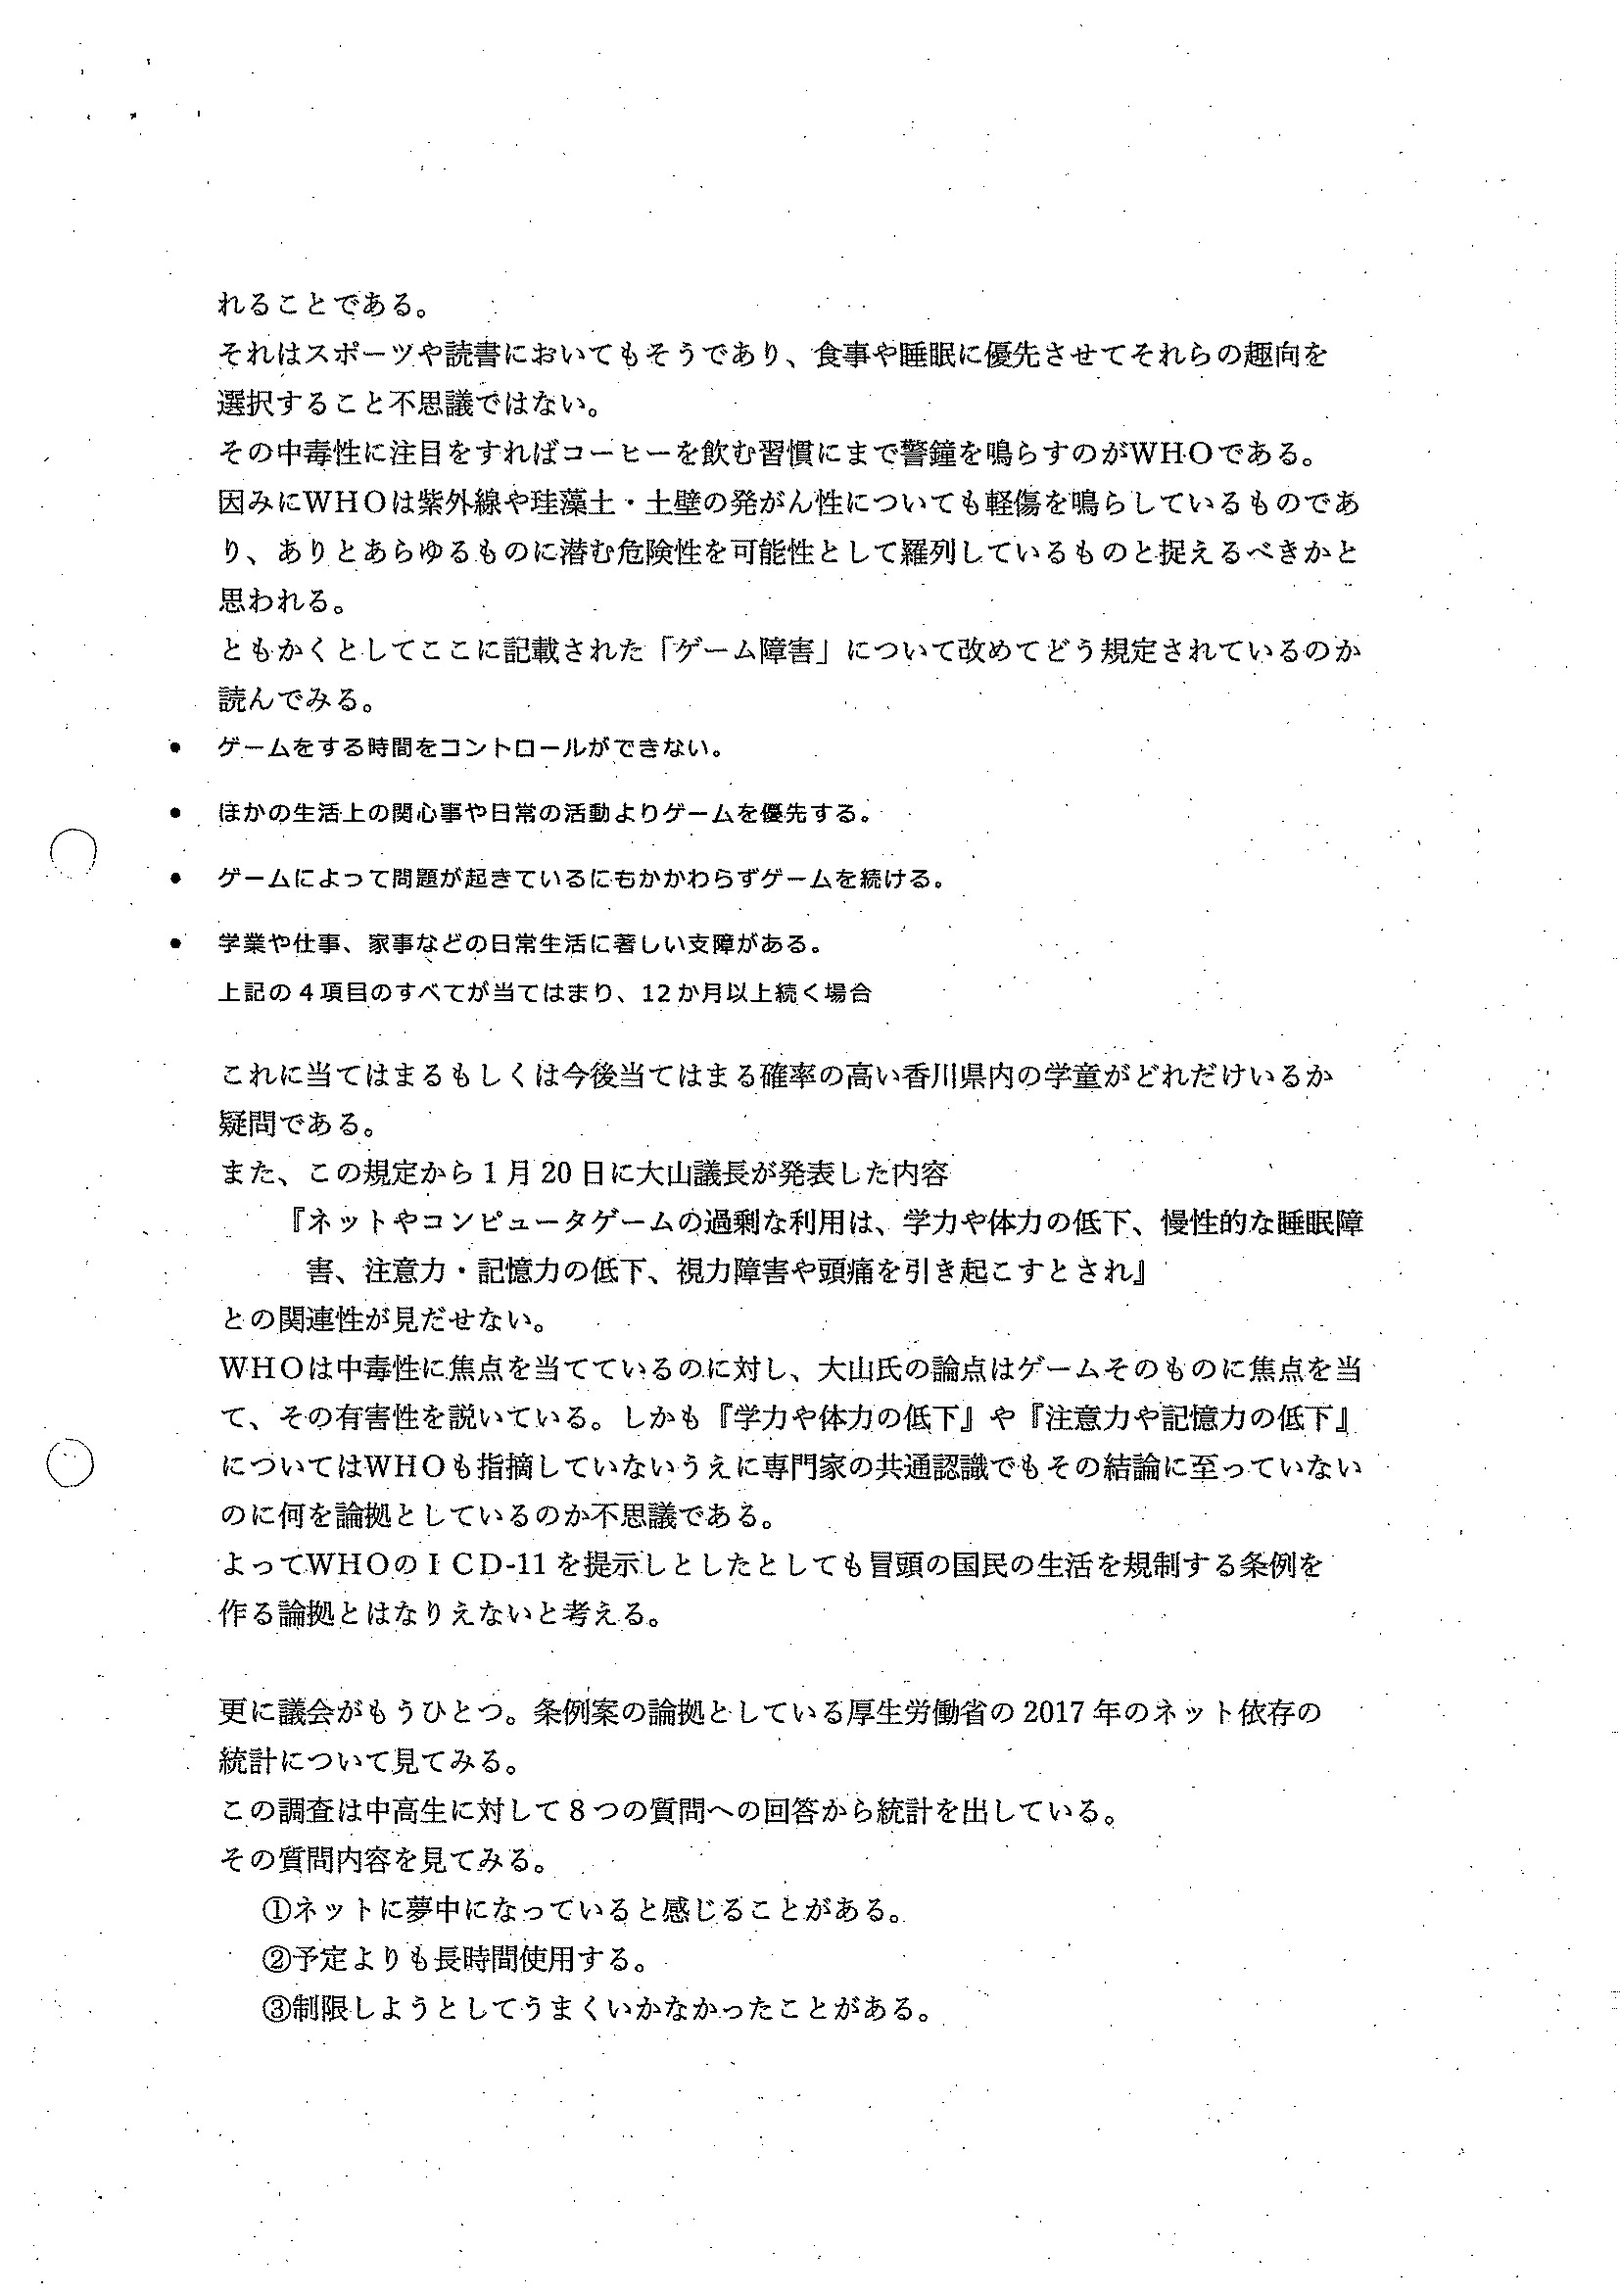 れることである。
それはスポーツや読書においてもそうであり、食事や睡眠に優先させてそれらの趣向を
選択すること不思議ではない。
その中毒性に注目をすればコーヒーを飲む習慣にまで警鐘を鳴らすのがWHOである。
因みにWHOは紫外線や珪藻土・土壁の発がん性についても軽傷を鳴らしているものであ
り、ありとあらゆるものに潜む危険性を可能性として羅列しているものと捉えるべきかと
思われる。
ともかくとしてここに記載された「ゲーム障害」について改めてどう規定されているのか
読んでみる。
● ゲームをする時間をコントロールができない。
● ほかの生活上の関心事や日常の活動よりゲームを優先する。
● ゲームによって問題が起きているにもかかわらずゲームを続ける。
● 学業や仕事、家事などの日常生活に著しい支障がある。
上記の4項目のすべてが当てはまり、12か月以上続く場合
これに当てはまるもしくは今後当てはまる確率の高い香川県内の学童がどれだけいるか
疑問である。
また、この規定から1月20日に大山議長が発表した内容
『ネットやコンピュータゲームの過剰な利用は、学力や体力の低下、慢性的な睡眠障
害、注意力・記憶力の低下、視力障害や頭痛を引き起こすとされ』
との関連性が見だせない。
WHOは中毒性に焦点を当てているのに対し、大山氏の論点はゲームそのものに焦点を当
て、その有害性を説いている。しかも『学力や体力の低下』や『注意力や記憶力の低下』
についてはWHOも指摘していないうえに専門家の共通認識でもその結論に至っていない
のに何を論拠としているのか不思議である。
よってWHOのICD-11を提示しとしたとしても冒頭の国民の生活を規制する条例を
作る論拠とはなりえないと考える。
更に議会がもうひとつ。条例案の論拠としている厚生労働省の2017年のネット依存の
統計について見てみる。
この調査は中高生に対して8つの質問への回答から統計を出している。
その質問内容を見てみる。
①ネットに夢中になっていると感じることがある。
②予定よりも長時間使用する。
③制限しようとしてうまくいかなかったことがある。